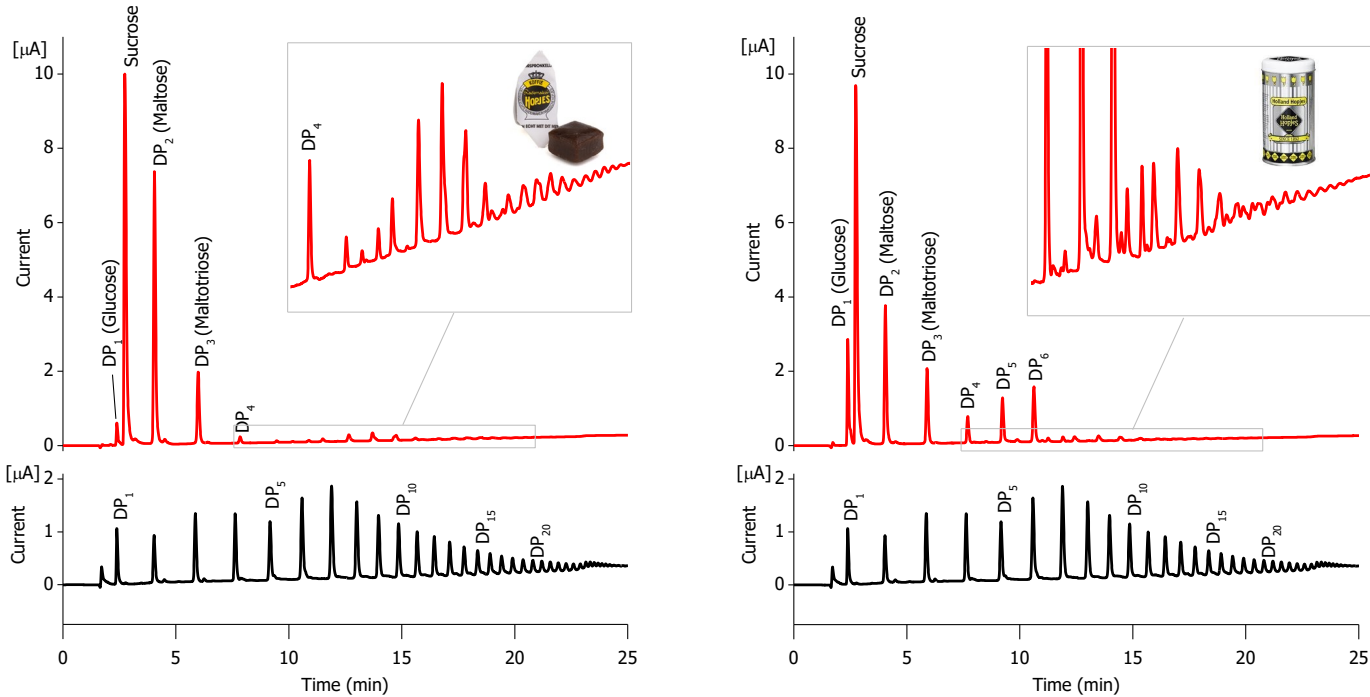 [μA]
Sucrose
DP2 (Maltose)
DP1 (Glucose)
DP3 (Maltotriose)
DP4
10
8
6
4
2
0
Current
DP4
KOFFIE
HOPJES
[μA]
2
1
0
Current
DP1
DP5
DP10
DP15
DP20
0 5 10 15 20 25
Time (min)
[μA]
Sucrose
DP1 (Glucose)
DP2 (Maltose)
DP3 (Maltotriose)
DP4
DP5
DP6
10
8
6
4
2
0
Current
Holland Hopjes
Holland
Hopjes
[μA]
2
1
0
Current
DP1
DP5
DP10
DP15
DP20
0 5 10 15 20 25
Time (min)